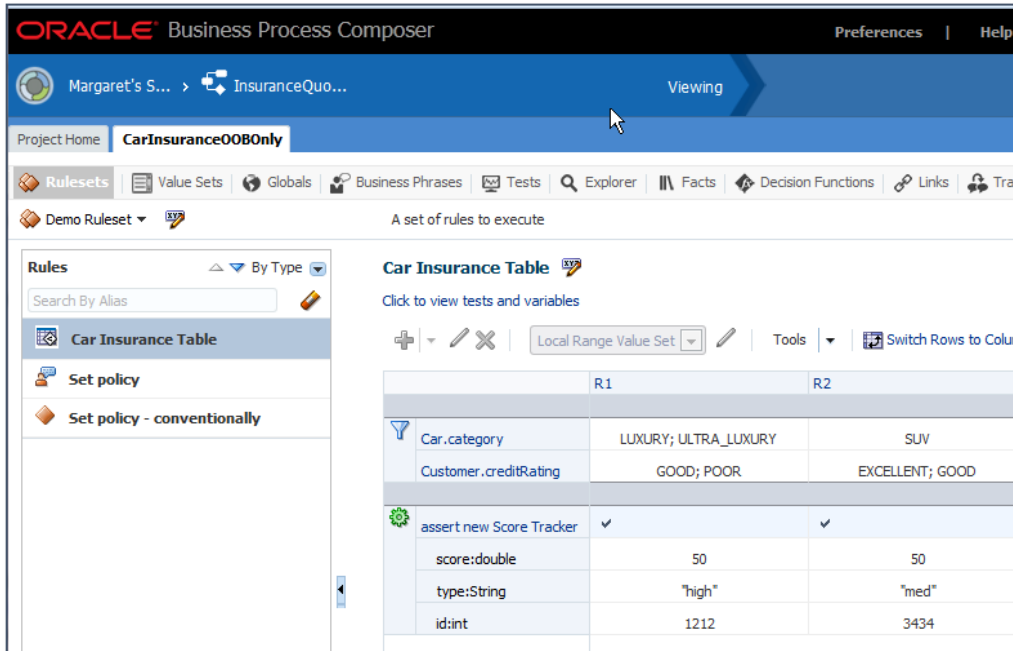 ORACLE Business Process Composer Preferences | Help
Margaret's S... > InsuranceQuo... Viewing
Project Home CarInsuranceOOBOnly
Rulesets Value Sets Globals Business Phrases Tests Explorer Facts Decision Functions Links
Demo Ruleset A set of rules to execute
Rules By Type
Search By Alias
Car Insurance Table
Set policy
Set policy - conventionally
Car Insurance Table
Click to view tests and variables
Local Range Value Set Tools Switch Rows to Colu
R1 R2
Car.category LUXURY; ULTRA_LUXURY SUV
Customer.creditRating GOOD; POOR EXCELLENT; GOOD
assert new Score Tracker
score:double 50 50
type:String "high" "med"
id:int 1212 3434